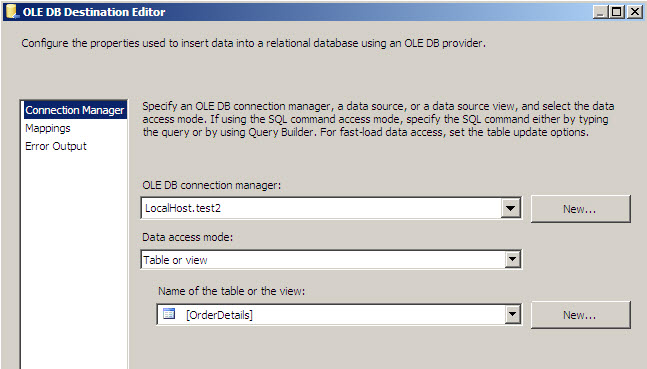 OLE DB Destination Editor
Configure the properties used to insert data into a relational database using an OLE DB provider.
Connection Manager
Mappings
Error Output
Specify an OLE DB connection manager, a data source, or a data source view, and select the data
access mode. If using the SQL command access mode, specify the SQL command either by typing
the query or by using Query Builder. For fast-load data access, set the table update options.
OLE DB connection manager:
LocalHost.test2
New...
Data access mode:
Table or view
Name of the table or the view:
[OrderDetails]
New...